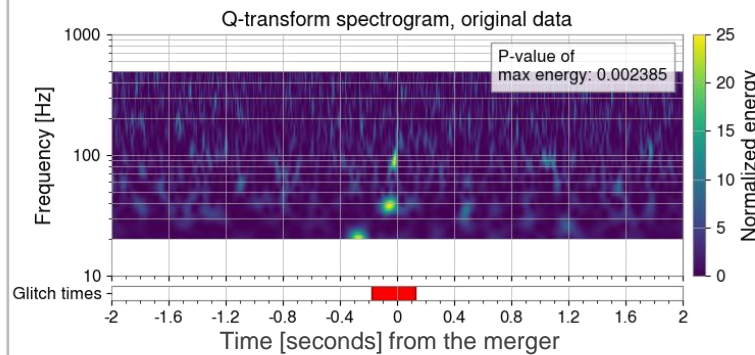 Q-transform spectrogram, original data
1000
100
10
Frequency [Hz]
P-value of
max energy: 0.002385
25
20
15
10
5
0
Normalized energy
Glitch times
-2 -1.6 -1.2 -0.8 -0.4 0 0.4 0.8 1.2 1.6 2
Time [seconds] from the merger